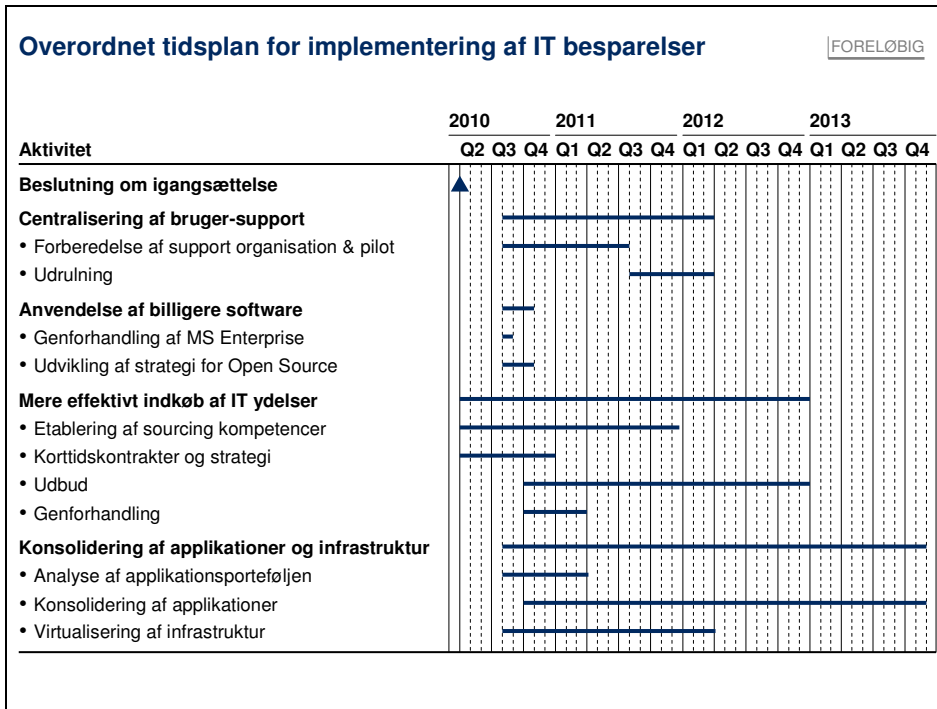 Overordnet tidsplan for implementering af IT besparelser
FORELØBIG
2010 2011 2012 2013
Aktivitet Q2 Q3 Q4 Q1 Q2 Q3 Q4 Q1 Q2 Q3 Q4 Q1 Q2 Q3 Q4
Beslutning om igangsættelse
Centralisering af bruger-support
• Forberedelse af support organisation & pilot
• Udrulning
Anvendelse af billigere software
• Genforhandling af MS Enterprise
• Udvikling af strategi for Open Source
Mere effektivt indkøb af IT ydelser
• Etablering af sourcing kompetencer
• Korttidskontrakter og strategi
• Udbud
• Genforhandling
Konsolidering af applikationer og infrastruktur
• Analyse af applikationsporteføljen
• Konsolidering af applikationer
• Virtualisering af infrastruktur